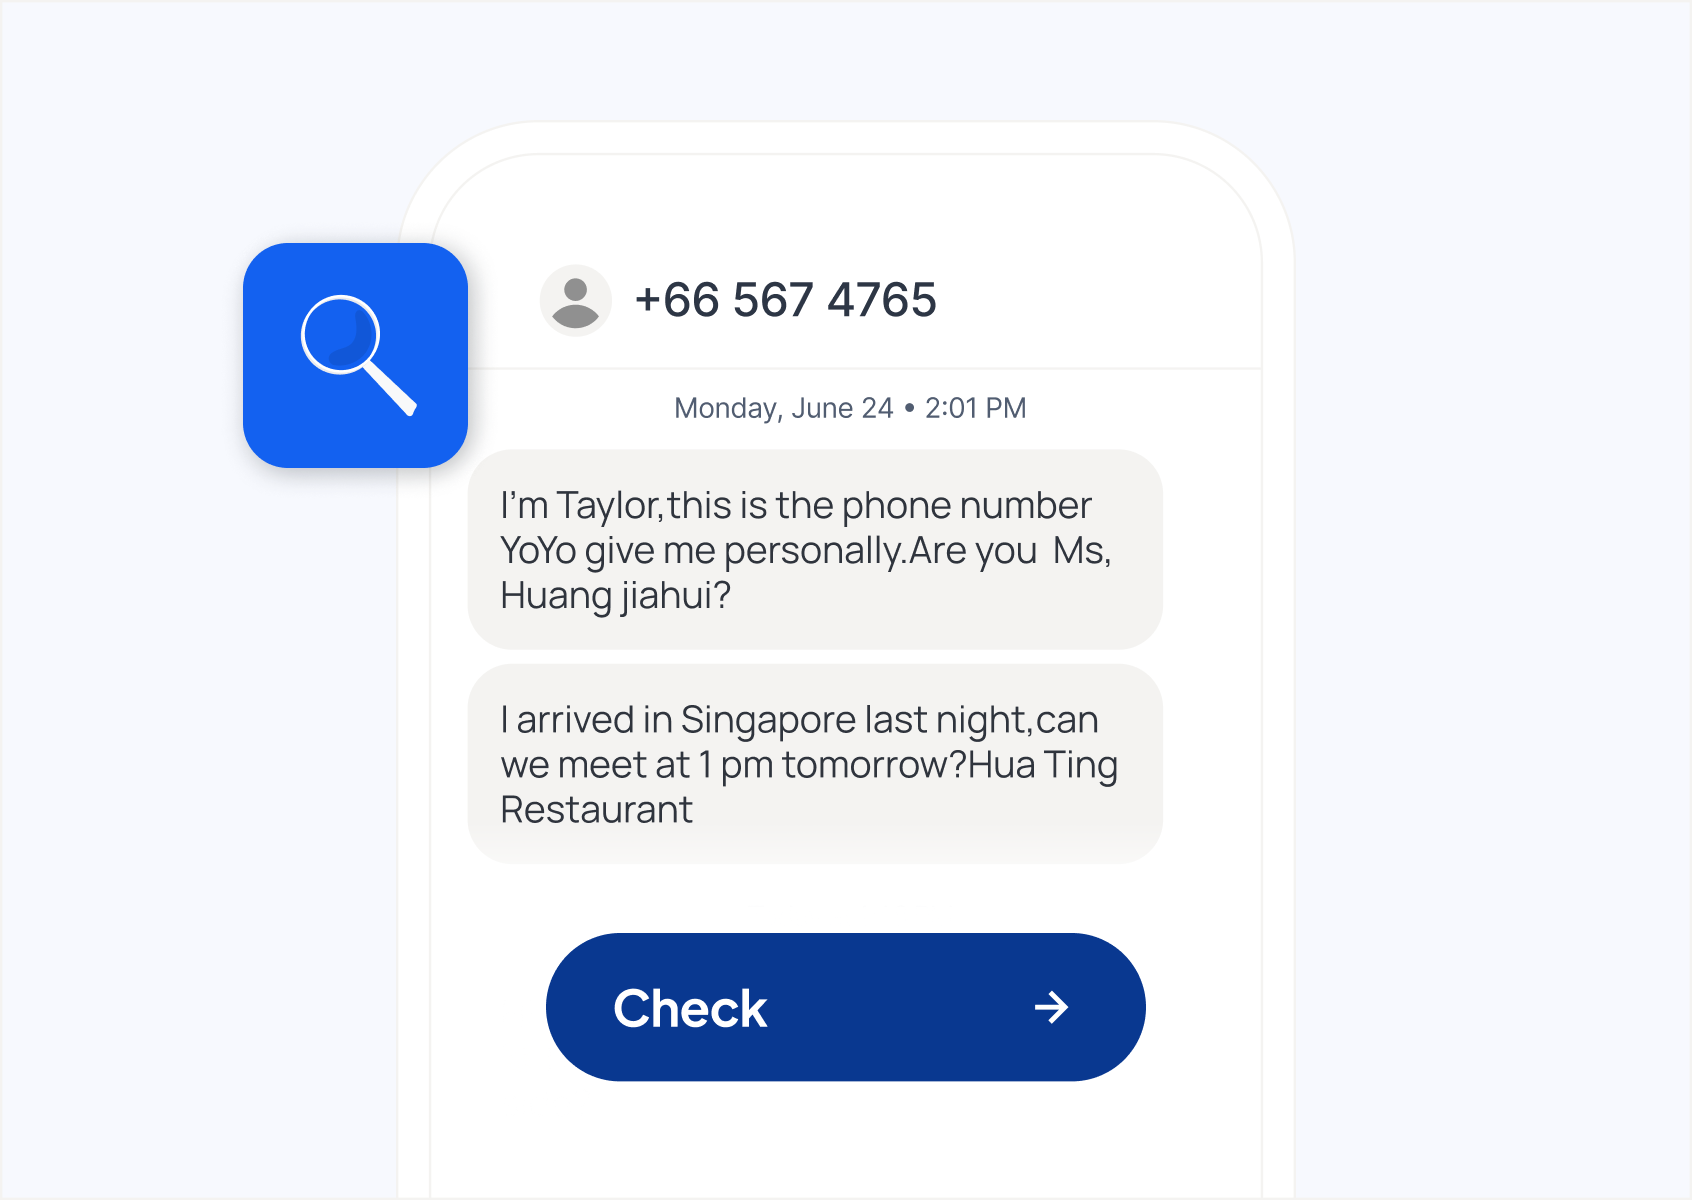 +66 567 4765
Monday, June 24 • 2:01 PM
I'm Taylor,this is the phone number
YoYo give me personally.Are you  Ms,
Huang jiahui?
I arrived in Singapore last night,can
we meet at 1 pm tomorrow?Hua Ting
Restaurant
Check